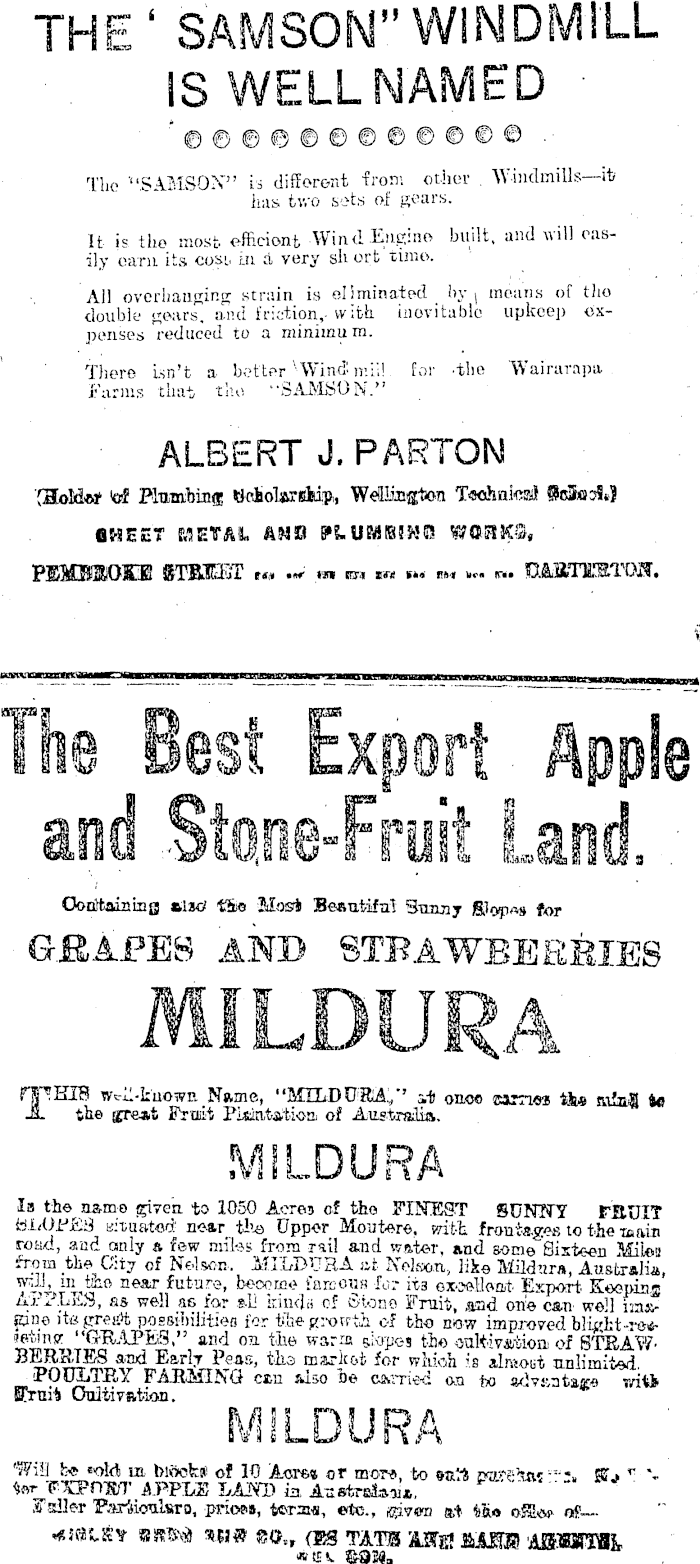 THE ' SAMSON" WINDMILL
IS WELL NAMED
The "SAMSON" is different from other Windmills—it
has two sets of gears.
It is the most efficient Wind Engine built, and will eas-
ily earn its cost in a very short time.
All overhanging strain is eliminated by means of the
double gears, and friction, with inevitable upkeep ex-
penses reduced to a minimum.
There isn't a better Windmill for the Wairarapa
Farms that the "SAMSON."
ALBERT J. PARTON
(Holder of Plumbing Scholarship, Wellington Technical School.)
SHEET METAL AND PLUMBING WORKS,
PEMBROKE STREET ... ... ... ... ... ... ... ... ... CARTERTON.
The Best Export Apple
and Stone-Fruit Land.
Containing also the Most Beautiful Sunny Slopes for
GRAPES AND STRAWBERRIES
MILDURA
THIS well-known Name, "MILDURA," at once carries the mind to
the great Fruit Plantation of Australia.
MILDURA
Is the name given to 1050 Acres of the FINEST SUNNY FRUIT
SLOPES situated near the Upper Moutere, with frontages to the main
road, and only a few miles from rail and water, and some Sixteen Miles
from the City of Nelson. MILDURA at Nelson, like Mildura, Australia,
will, in the near future, become famous for its excellent Export Keeping
APPLES, as well as for all kinds of Stone Fruit, and one can well ima-
gine its great possibilities for the growth of the now improved blight-res-
isting "GRAPES," and on the warm slopes the cultivation of STRAW-
BERRIES and Early Peas, the market for which is almost unlimited.
POULTRY FARMING can also be carried on to advantage with
Fruit Cultivation.
MILDURA
Will be sold in blocks of 10 Acres or more, to suit purchasers.
ter EXPORT APPLE LAND in Australasia.
Fuller Particulars, prices, terms, etc., given at the office of—
AND CO., (ESTATE AND LAND AGENTS),
NELSON.